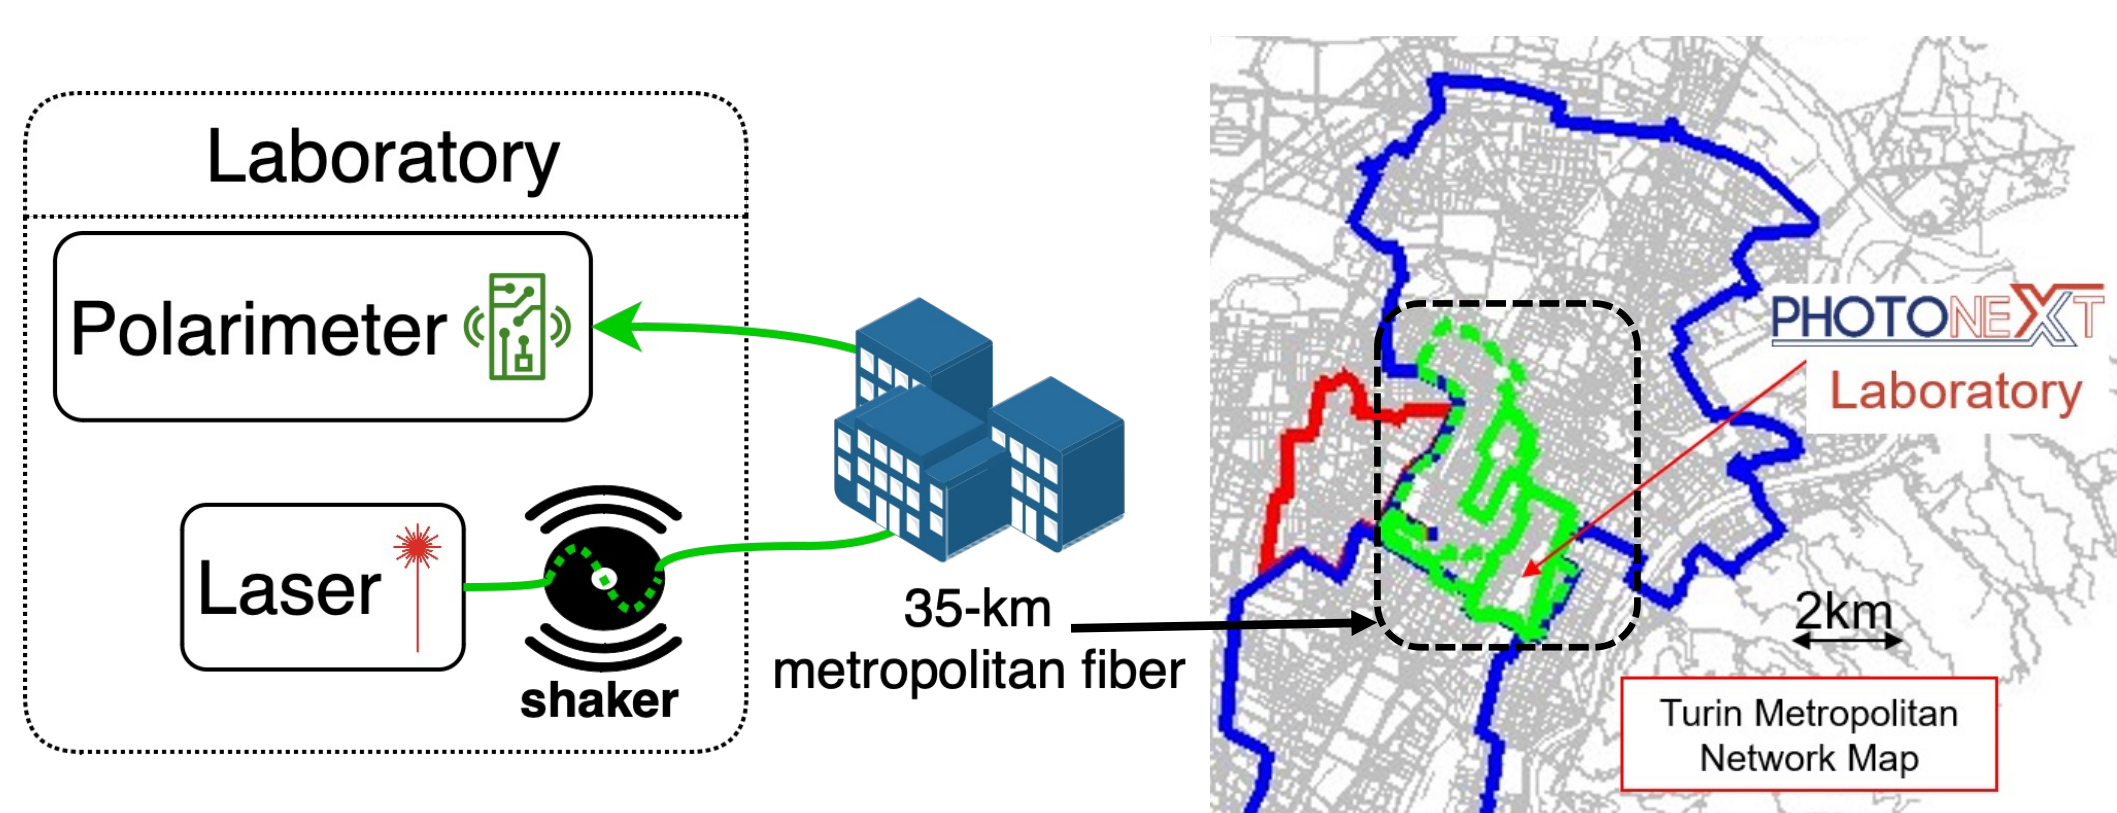 Laboratory
Polarimeter
Laser
shaker
35-km
metropolitan fiber
PHOTONEXT
Laboratory
2km
Turin Metropolitan
Network Map